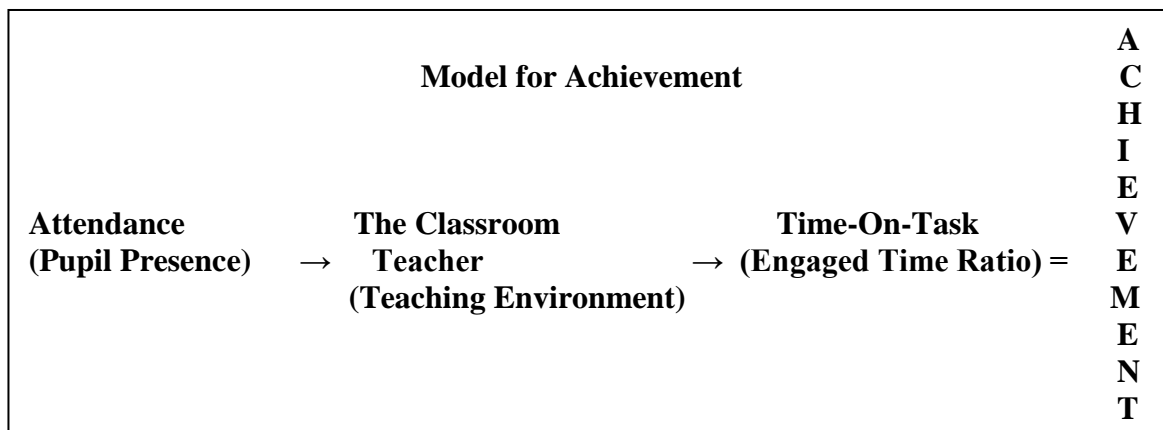 Model for Achievement
Attendance The Classroom Time-On-Task
(Pupil Presence) → Teacher → (Engaged Time Ratio) =
(Teaching Environment)
A
C
H
I
E
V
E
M
E
N
T